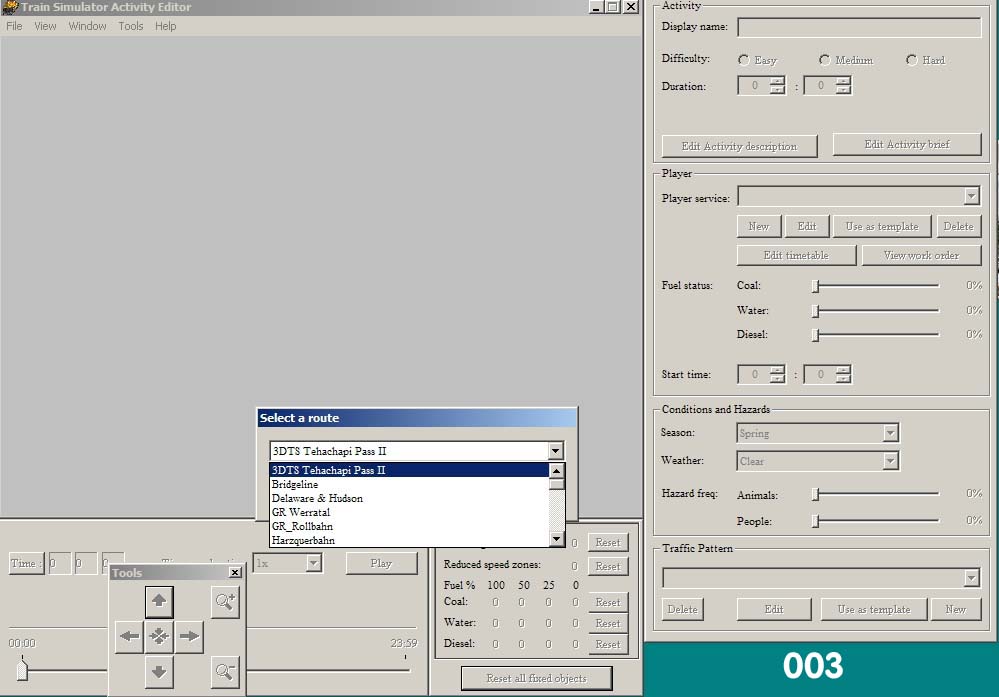 Train Simulator Activity Editor
File View Window Tools Help
Select a route
3DTS Tehachapi Pass II
3DTS Tehachapi Pass II
Bridgeline
Delaware & Hudson
GR Werratal
GR_Rollbahn
Harzquerbahn
Time : 0 0 0
1x
Play
Tools
00:00
23:59
0 Reset
Reduced speed zones: 0 Reset
Fuel % 100 50 25 0
Coal: 0 0 0 0 Reset
Water: 0 0 0 0 Reset
Diesel: 0 0 0 0 Reset
Reset all fixed objects
Activity
Display name:
Difficulty: Easy Medium Hard
Duration: 0 : 0
Edit Activity description Edit Activity brief
Player
Player service:
New Edit Use as template Delete
Edit timetable View work order
Fuel status: Coal: 0%
Water: 0%
Diesel: 0%
Start time: 0 : 0
Conditions and Hazards
Season: Spring
Weather: Clear
Hazard freq: Animals: 0%
People: 0%
Traffic Pattern
Delete Edit Use as template New
003